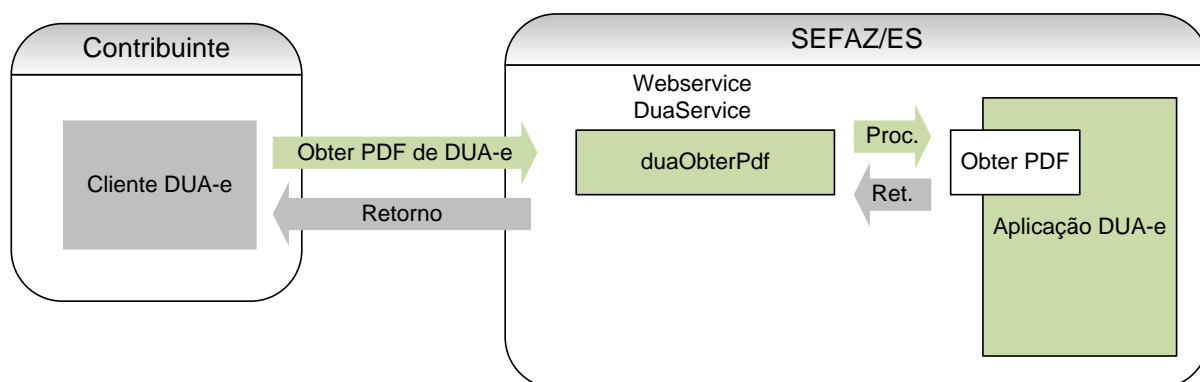 Contribuinte
SEFAZ/ES
Webservice
DuaService
Cliente DUA-e
Obter PDF de DUA-e
Retorno
duaObterPdf
Proc.
Ret.
Obter PDF
Aplicação DUA-e